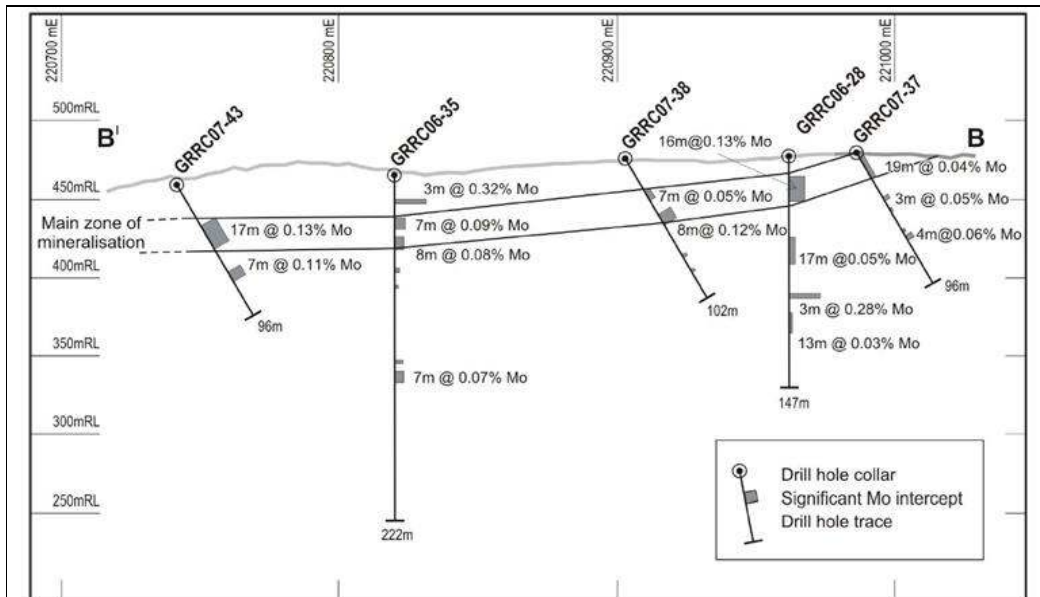 220700 mE
220800 mE
220900 mE
221000 mE
500mRL
450mRL
400mRL
350mRL
300mRL
250mRL
B'
B
GRRC07-43
GRRC06-35
GRRC07-38
GRRC06-28
GRRC07-37
Main zone of
mineralisation
17m @ 0.13% Mo
7m @ 0.11% Mo
96m
3m @ 0.32% Mo
7m @ 0.09% Mo
8m @ 0.08% Mo
7m @ 0.07% Mo
222m
7m @ 0.05% Mo
8m@ 0.12% Mo
102m
16m@0.13% Mo
17m @0.05% Mo
3m @ 0.28% Mo
13m @ 0.03% Mo
147m
19m @ 0.04% Mo
3m @ 0.05% Mo
4m@0.06% Mo
96m
Drill hole collar
Significant Mo intercept
Drill hole trace